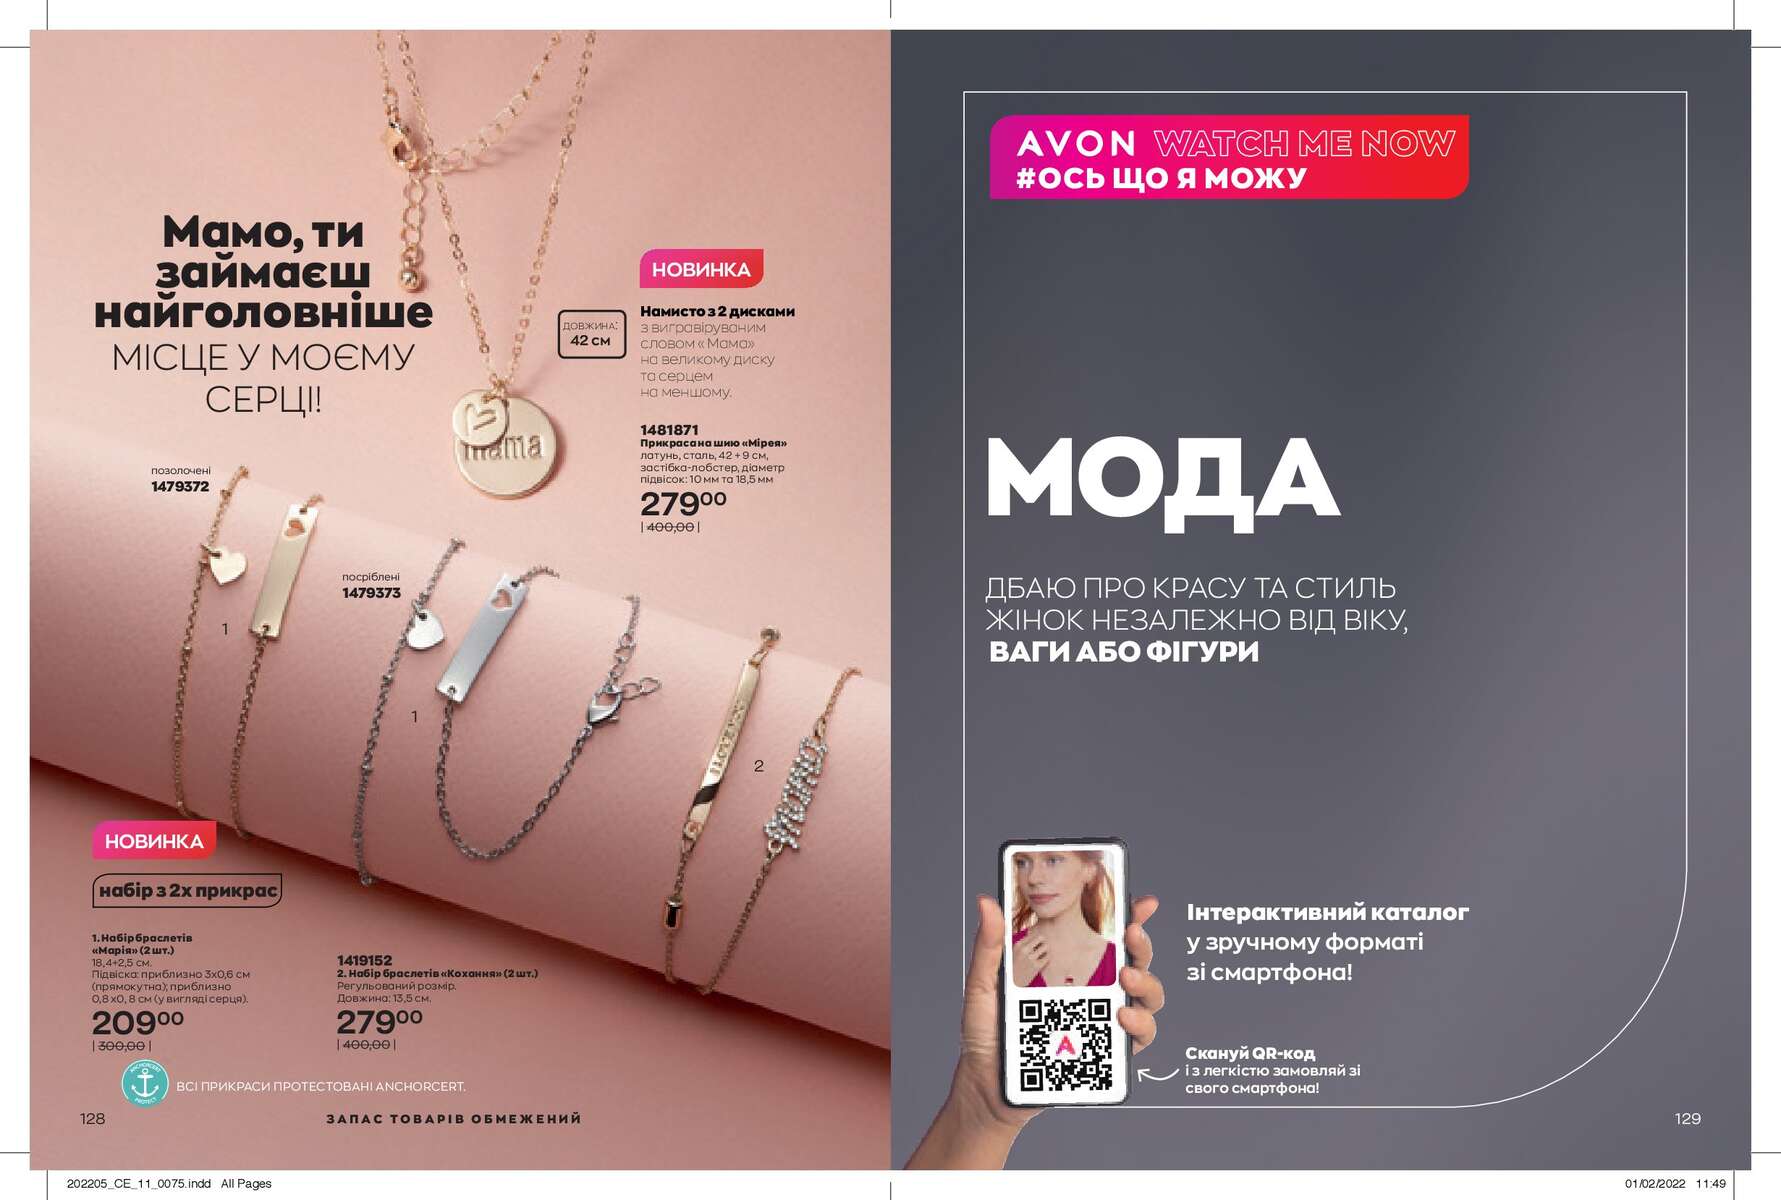 Мамо, ти
займаєш
найголовніше
МІСЦЕ У МОЄМУ
СЕРЦІ!
НОВИНКА
ДОВЖИНА:
42 см
Намисто з 2 дисками
з вигравіруваним
словом «Мама»
на великому диску
та серцем
на меншому.
1481871
Прикраса на шию «Мірея»
латунь, сталь, 42 + 9 см,
застібка-лобстер, діаметр
підвісок: 10 мм та 18,5 мм
27900
| 400,00 |
mama
позолочені
1479372
1
посріблені
1479373
1
2
НОВИНКА
набір з 2х прикрас
1. Набір браслетів
«Марія» (2 шт.)
18,4+2,5 см.
Підвіска: приблизно 3х0,6 см
(прямокутна); приблизно
0,8 х0, 8 см (у вигляді серця).
20900
| 300,00 |
1419152
2. Набір браслетів «Кохання» (2 шт.)
Регульований розмір.
Довжина: 13,5 см.
27900
| 400,00 |
ANCHORCERT
PROTECT
ВСІ ПРИКРАСИ ПРОТЕСТОВАНІ ANCHORCERT.
128
ЗАПАС ТОВАРІВ ОБМЕЖЕНИЙ
AVON WATCH ME NOW
#ОСЬ ЩО Я МОЖУ
МОДА
ДБАЮ ПРО КРАСУ ТА СТИЛЬ
ЖІНОК НЕЗАЛЕЖНО ВІД ВІКУ,
ВАГИ АБО ФІГУРИ
Інтерактивний каталог
у зручному форматі
зі смартфона!
A
Скануй QR-код
і з легкістю замовляй зі
свого смартфона!
129
202205_CE_11_0075.indd All Pages
01/02/2022 11:49